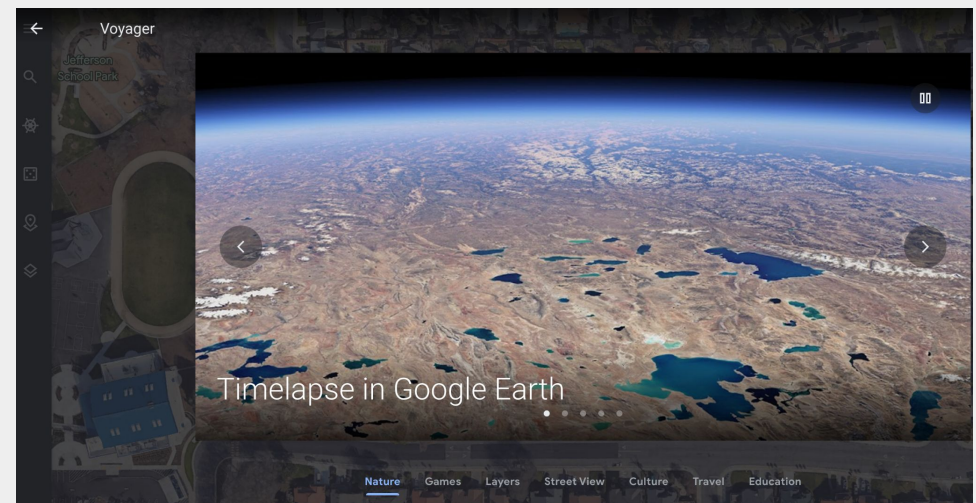 Voyager
Jefferson
School Park
Timelapse in Google Earth
Nature Games Layers Street View Culture Travel Education